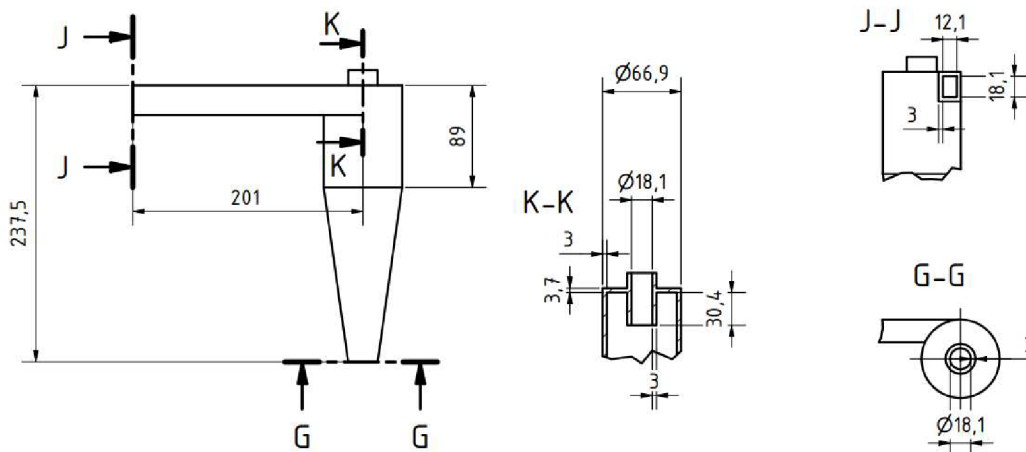 J
K
J
K
89
201
237,5
K-K
Ø66,9
Ø18,1
3
3,7
30,4
3
J-J
12,1
18,1
3
G-G
Ø18,1
G
G